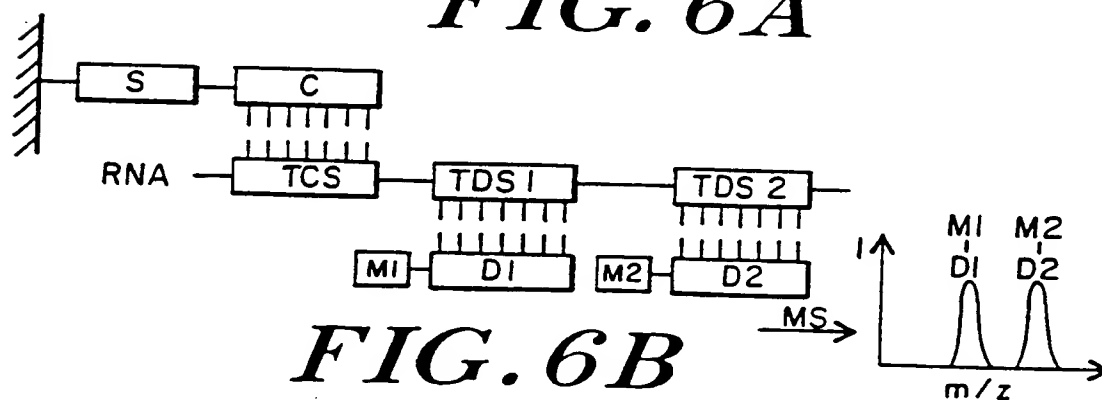 FIG. 6A
S C
RNA TCS TDS 1 TDS 2
M1 D1 M2 D2
MS
I
M1 M2
D1 D2
m/z
FIG. 6B